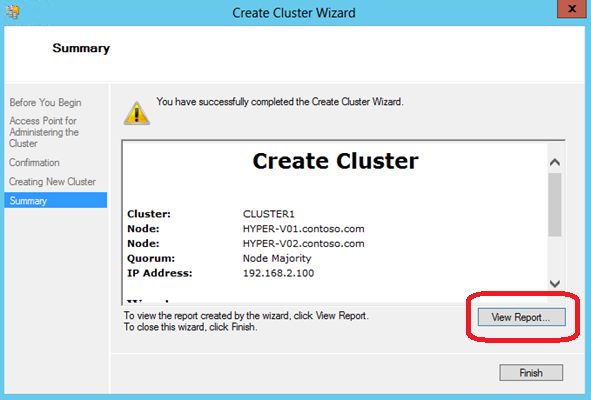 Create Cluster Wizard
x
Summary
Before You Begin
Access Point for
Administering the
Cluster
Confirmation
Creating New Cluster
Summary
You have successfully completed the Create Cluster Wizard.
Create Cluster
Cluster: CLUSTER1
Node: HYPER-V01.contoso.com
Node: HYPER-V02.contoso.com
Quorum: Node Majority
IP Address: 192.168.2.100
To view the report created by the wizard, click View Report.
To close this wizard, click Finish.
View Report...
Finish